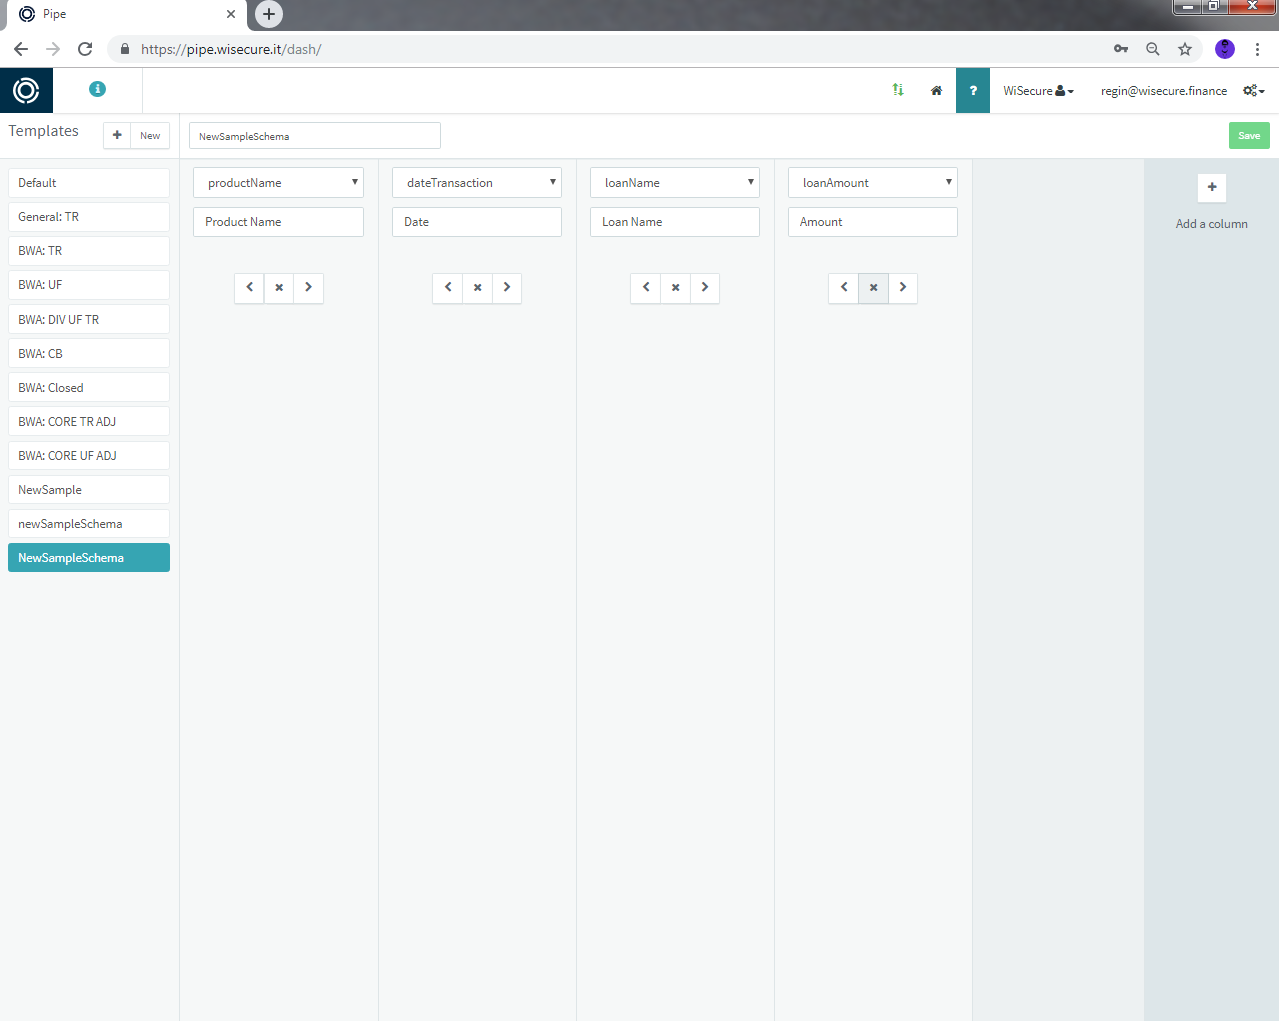 Pipe
https://pipe.wisecure.it/dash/
WiSecure
regin@wisecure.finance
Templates
New
NewSampleSchema
Save
Default
General: TR
BWA: TR
BWA: UF
BWA: DIV UF TR
BWA: CB
BWA: Closed
BWA: CORE TR ADJ
BWA: CORE UF ADJ
NewSample
newSampleSchema
NewSampleSchema
productName
Product Name
dateTransaction
Date
loanName
Loan Name
loanAmount
Amount
Add a column